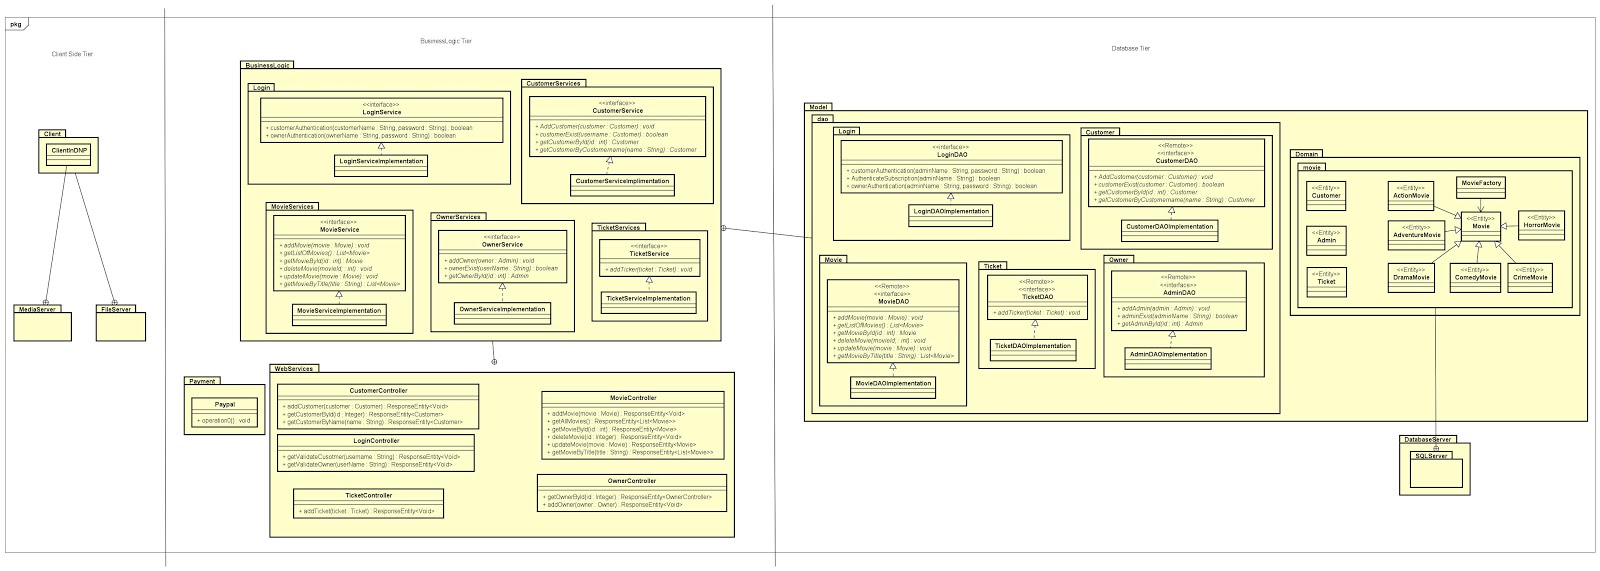 pkg
Client Side Tier
BusinessLogic Tier
Database Tier
Client
ClientInDNP
MediaServer
FileServer
BusinessLogic
Login
<<interface>>
LoginService
+ customerAuthentication(customerName : String, password : String) : boolean
+ ownerAuthentication(ownerName : String, password : String) : boolean
LoginServiceImplementation
CustomerServices
<<interface>>
CustomerService
+ AddCustomer(customer : Customer) : void
+ customerExist(username : Customer) : boolean
+ getCustomerById(id : int) : Customer
+ getCustomerByCustomername(name : String) : Customer
CustomerServiceImplimentation
MovieServices
<<interface>>
MovieService
+ addMovie(movie : Movie) : void
+ getListOfMovies() : List<Movie>
+ getMovieById(id : int) : Movie
+ deleteMovie(movieId : int) : void
+ updateMovie(movie : Movie) : void
+ getMovieByTitle(title : String) : List<Movie>
MovieServiceImplementation
OwnerServices
<<interface>>
OwnerService
+ addOwner(owner : Admin) : void
+ ownerExist(userName : String) : boolean
+ getOwnerById(id : int) : Admin
OwnerServiceImplementation
TicketServices
<<interface>>
TicketService
+ addTicker(ticket : Ticket) : void
TicketServiceImplementation
Payment
Paypal
+ operation0() : void
WebServices
CustomerController
+ addCustomer(customer : Customer) : ResponseEntity<Void>
+ getCustomerById(id : Integer) : ResponseEntity<Customer>
+ getCustomerByName(name : String) : ResponseEntity<Customer>
LoginController
+ getValidateCusotmer(username : String) : ResponseEntity<Void>
+ getValidateOwner(userName : String) : ResponseEntity<Void>
TicketController
+ addTicket(ticket : Ticket) : ResponseEntity<Void>
MovieController
+ addMovie(movie : Movie) : ResponseEntity<Void>
+ getAllMovies() : ResponseEntity<List<Movie>>
+ getMovieById(id : int) : ResponseEntity<Movie>
+ deleteMovie(id : Integer) : ResponseEntity<Void>
+ updateMovie(movie : Movie) : ResponseEntity<Movie>
+ getMovieByTitle(title : String) : ResponseEntity<List<Movie>>
OwnerController
+ getOwnerById(id : Integer) : ResponseEntity<OwnerController>
+ addOwner(owner : Owner) : ResponseEntity<Void>
Model
dao
Login
<<interface>>
LoginDAO
+ customerAuthentication(adminName : String, password : String) : boolean
+ AuthenticateSubscription(adminName : String) : boolean
+ ownerAuthentication(adminName : String, password : String) : boolean
LoginDAOImplementation
Customer
<<Remote>>
<<interface>>
CustomerDAO
+ AddCustomer(customer : Customer) : void
+ customerExist(customer : Customer) : boolean
+ getCustomerById(id : int) : Customer
+ getCustomerByCustomername(name : String) : Customer
CustomerDAOImplementation
Movie
<<Remote>>
<<interface>>
MovieDAO
+ addMovie(movie : Movie) : void
+ getListOfMovies() : List<Movie>
+ getMovieById(id : int) : Movie
+ deleteMovie(movieId : int) : void
+ updateMovie(movie : Movie) : void
+ getMovieByTitle(title : String) : List<Movie>
MovieDAOImplementation
Ticket
<<Remote>>
<<interface>>
TicketDAO
+ addTicker(ticket : Ticket) : void
TicketDAOImplementation
Owner
<<Remote>>
<<interface>>
AdminDAO
+ addAdmin(admin : Admin) : void
+ adminExist(adminName : String) : boolean
+ getAdminById(id : int) : Admin
AdminDAOImplementation
Domain
movie
<<Entity>>
Customer
<<Entity>>
Admin
<<Entity>>
Ticket
<<Entity>>
ActionMovie
MovieFactory
<<Entity>>
AdventureMovie
<<Entity>>
Movie
<<Entity>>
HorrorMovie
<<Entity>>
DramaMovie
<<Entity>>
ComedyMovie
<<Entity>>
CrimeMovie
DatabaseServer
SQLServer